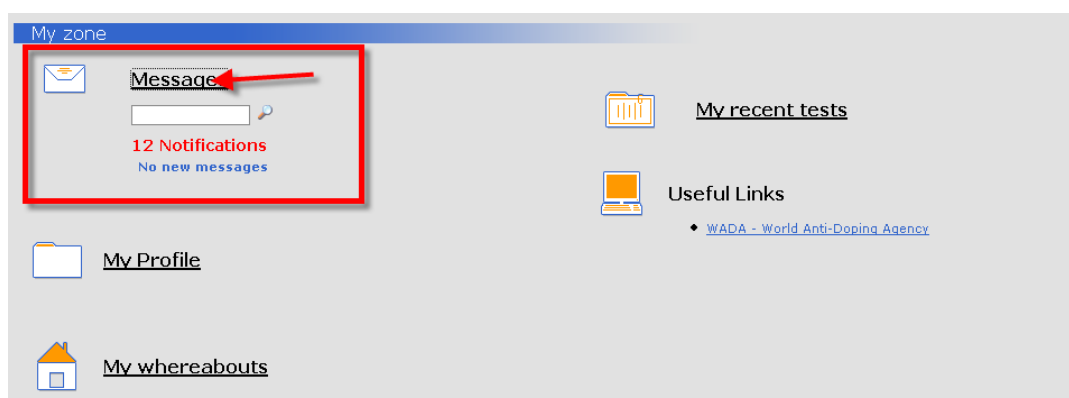 My zone
Message
12 Notifications
No new messages
My Profile
My whereabouts
My recent tests
Useful Links
WADA - World Anti-Doping Agency